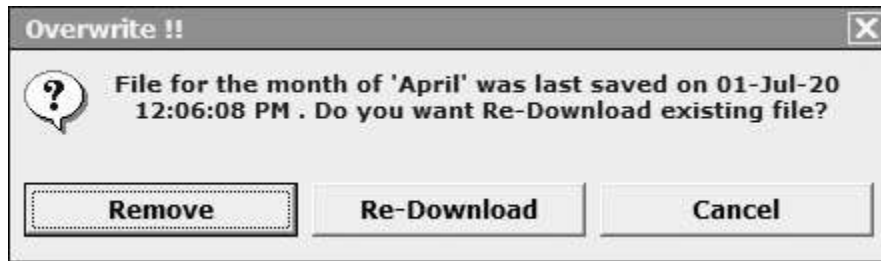 Overwrite !!
File for the month of 'April' was last saved on 01-Jul-20
12:06:08 PM . Do you want Re-Download existing file?
Remove
Re-Download
Cancel